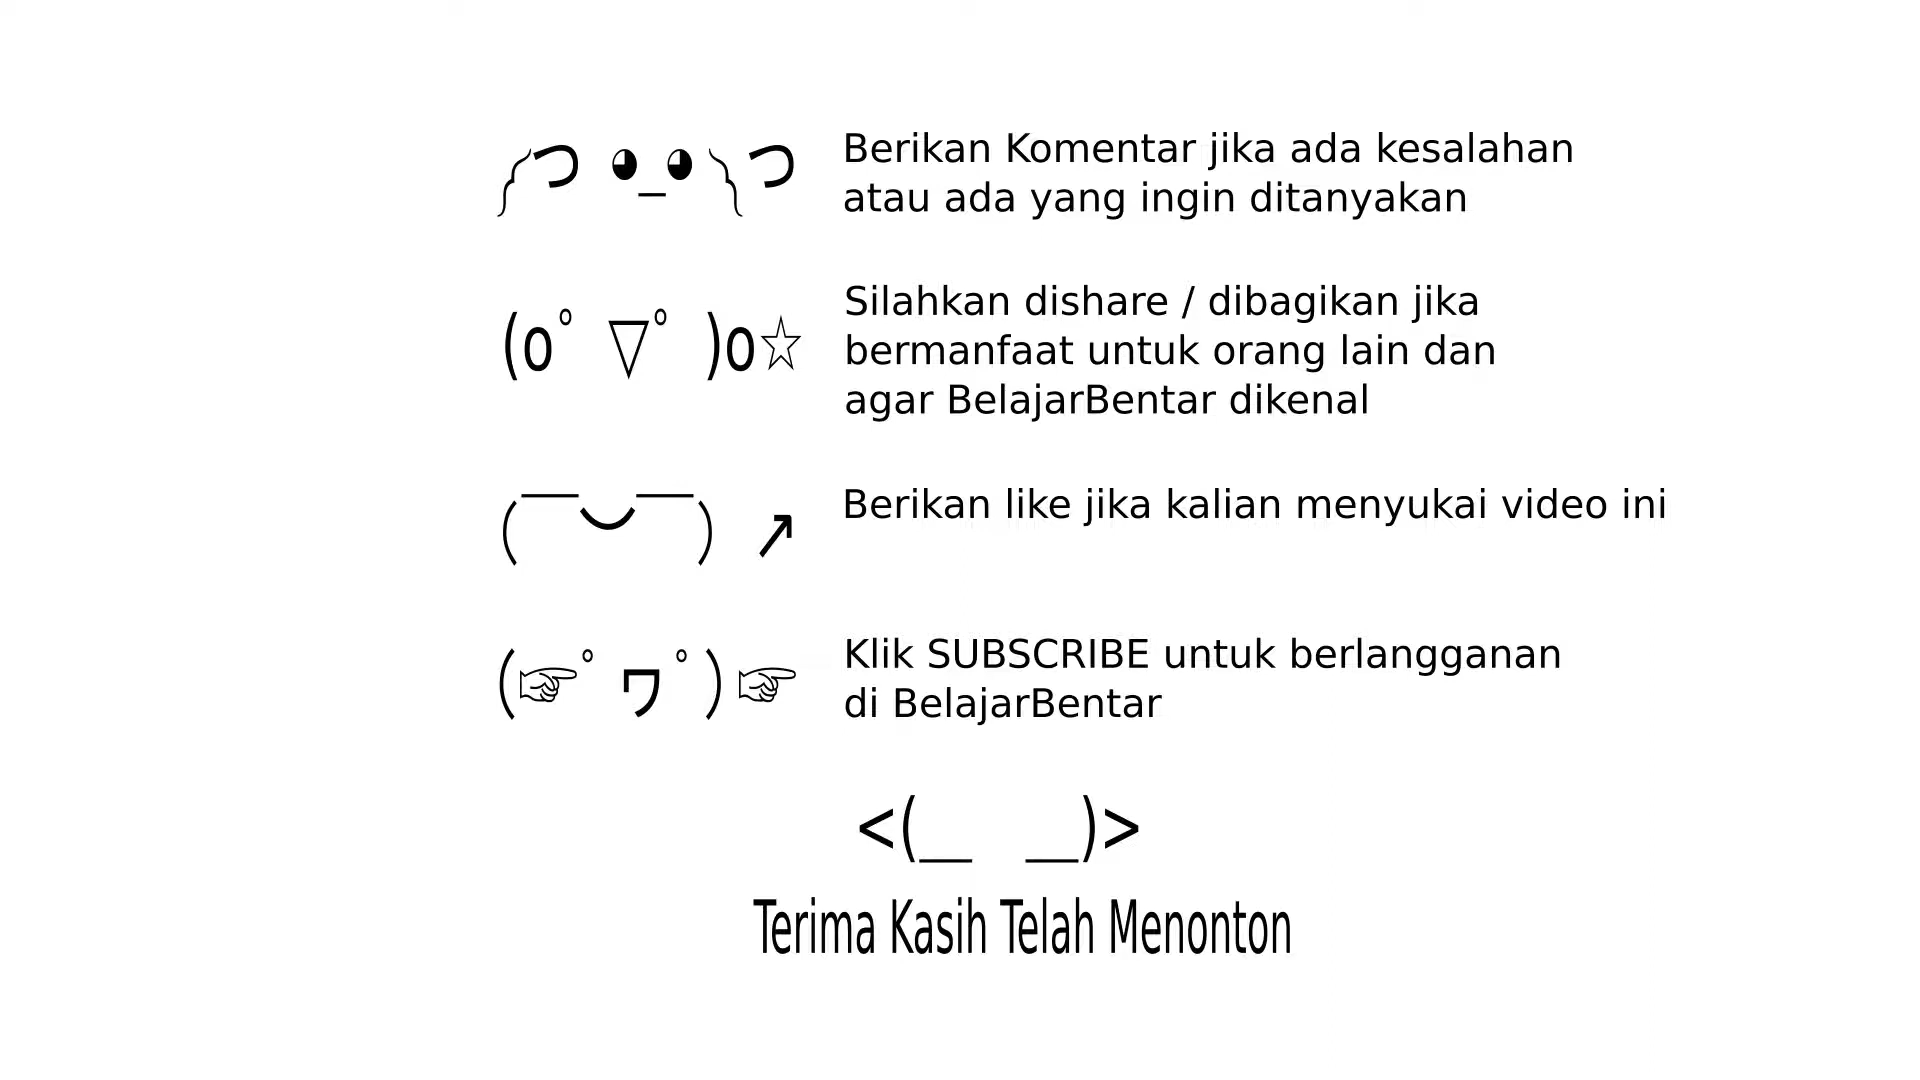 ༼つ ◕_◕ ༽つ
Berikan Komentar jika ada kesalahan
atau ada yang ingin ditanyakan
(o゚▽゚)o☆
Silahkan dishare / dibagikan jika
bermanfaat untuk orang lain dan
agar BelajarBentar dikenal
(￣⌣￣) ↗
Berikan like jika kalian menyukai video ini
(☞ﾟヮﾟ)☞
Klik SUBSCRIBE untuk berlangganan
di BelajarBentar
<(__ __)>
Terima Kasih Telah Menonton